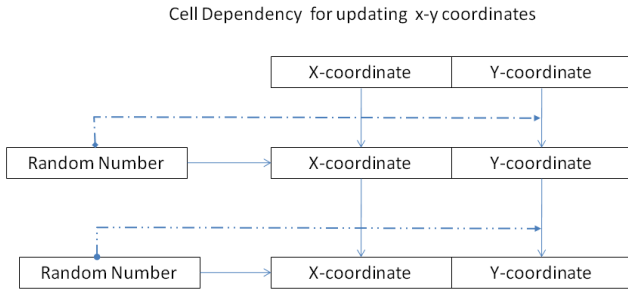 Cell Dependency for updating x-y coordinates
X-coordinate Y-coordinate
Random Number X-coordinate Y-coordinate
Random Number X-coordinate Y-coordinate